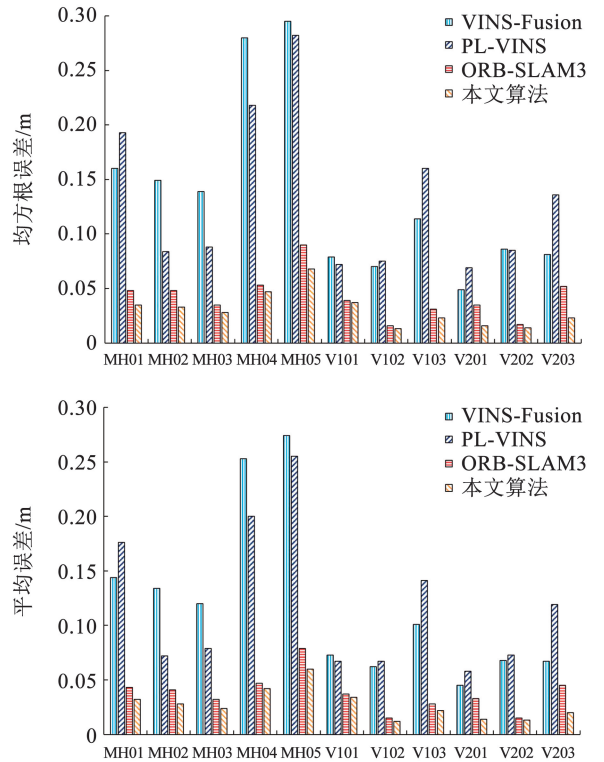 0.30
0.25
0.20
0.15
0.10
0.05
0
均方根误差/m
VINS-Fusion
PL-VINS
ORB-SLAM3
本文算法
MH01 MH02 MH03 MH04 MH05 V101 V102 V103 V201 V202 V203
0.30
0.25
0.20
0.15
0.10
0.05
0
平均误差/m
VINS-Fusion
PL-VINS
ORB-SLAM3
本文算法
MH01 MH02 MH03 MH04 MH05 V101 V102 V103 V201 V202 V203